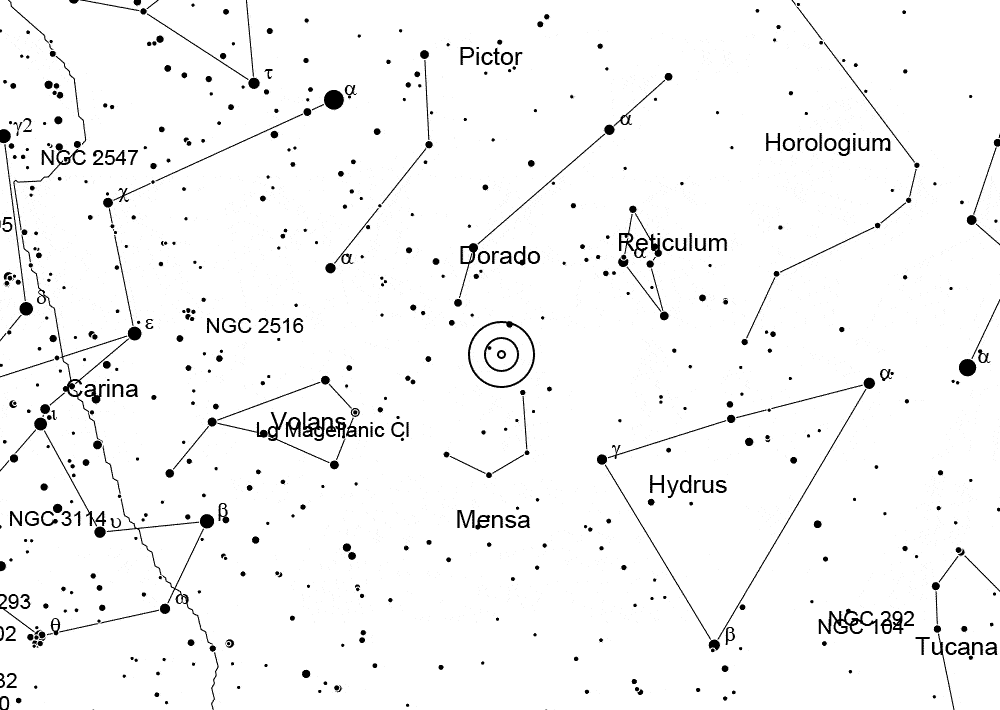 Pictor
τ
α
γ2
α
Horologium
NGC 2547
χ
95
Reticulum
α
Dorado
α
δ
ε
NGC 2516
α
α
Carina
ι
Volans
Lg Magellanic Cl
γ
Hydrus
β
NGC 3114
υ
Mensa
293
ω
θ
02
NGC 292
NGC 104
β
Tucana
32
0